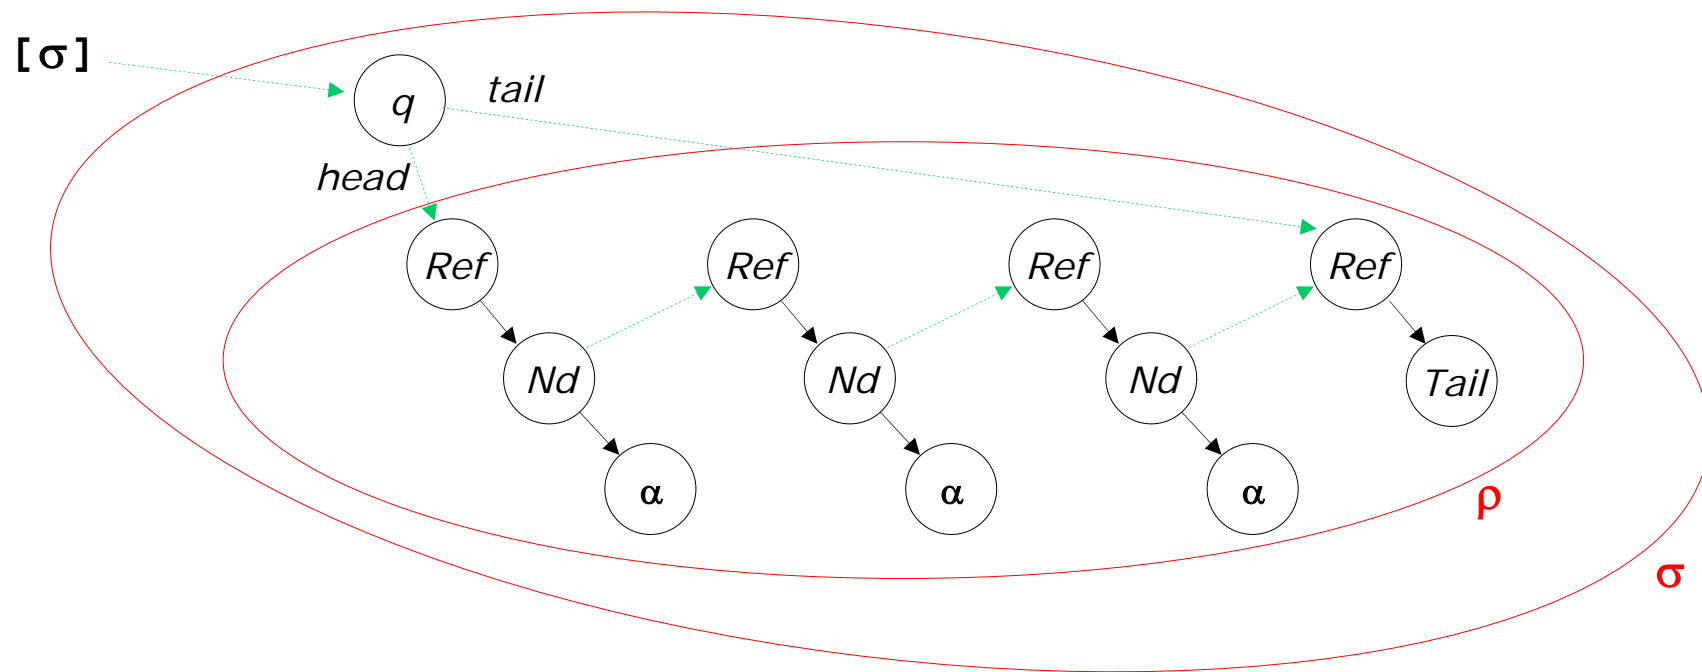 [σ]
q
tail
head
Ref
Ref
Ref
Ref
Nd
Nd
Nd
Tail
α
α
α
ρ
σ